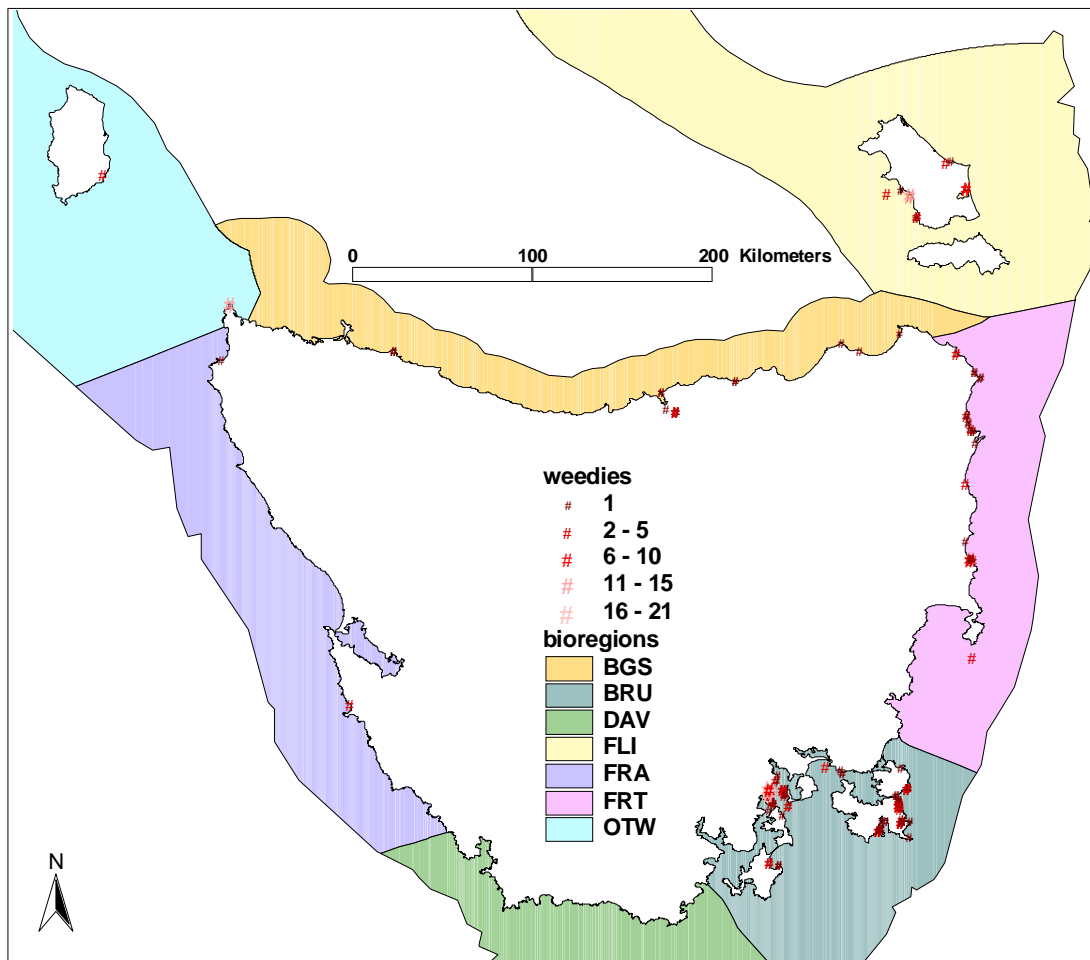 0 100 200 Kilometers
weedies
# 1
# 2 - 5
# 6 - 10
# 11 - 15
# 16 - 21
bioregions
BGS
BRU
DAV
FLI
FRA
FRT
OTW
N